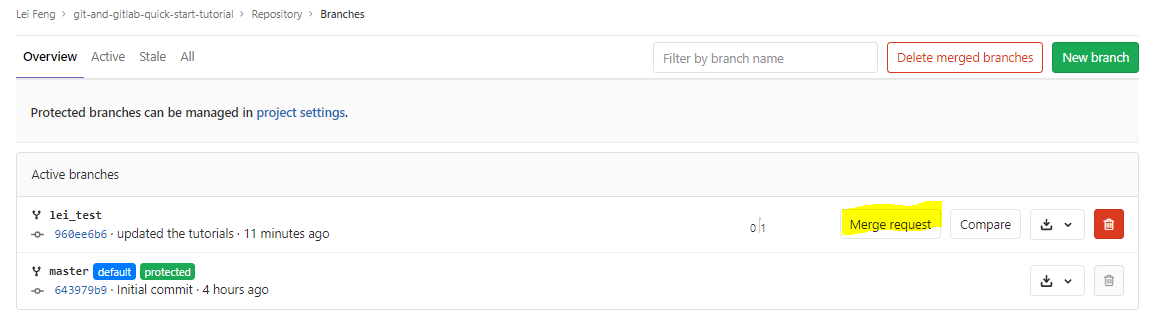 Lei Feng > git-and-gitlab-quick-start-tutorial > Repository > Branches
Overview Active Stale All Filter by branch name Delete merged branches New branch
Protected branches can be managed in project settings.
Active branches
lei_test
960ee6b6 · updated the tutorials · 11 minutes ago 0 1 Merge request Compare
master default protected
643979b9 · Initial commit · 4 hours ago